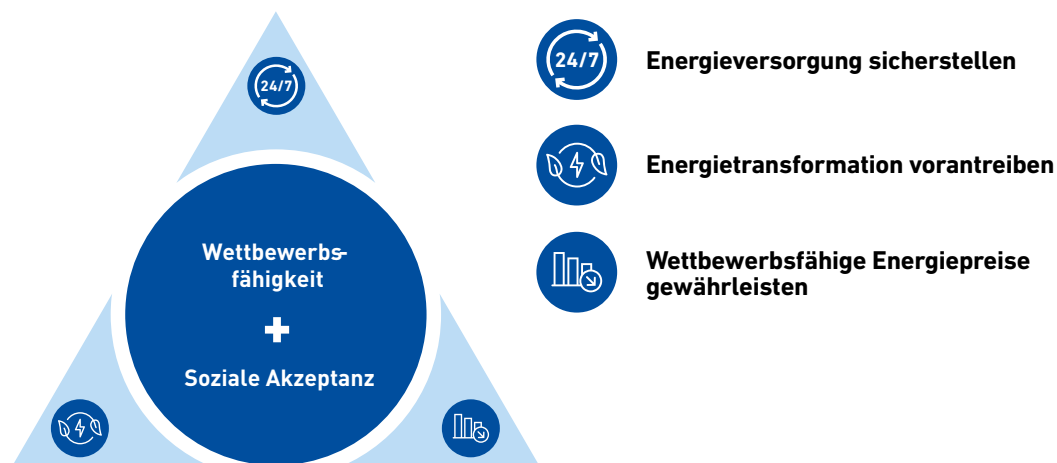 24/7
Wettbewerbs-
fähigkeit
+
Soziale Akzeptanz
24/7
Energieversorgung sicherstellen
Energietransformation vorantreiben
Wettbewerbsfähige Energiepreise
gewährleisten